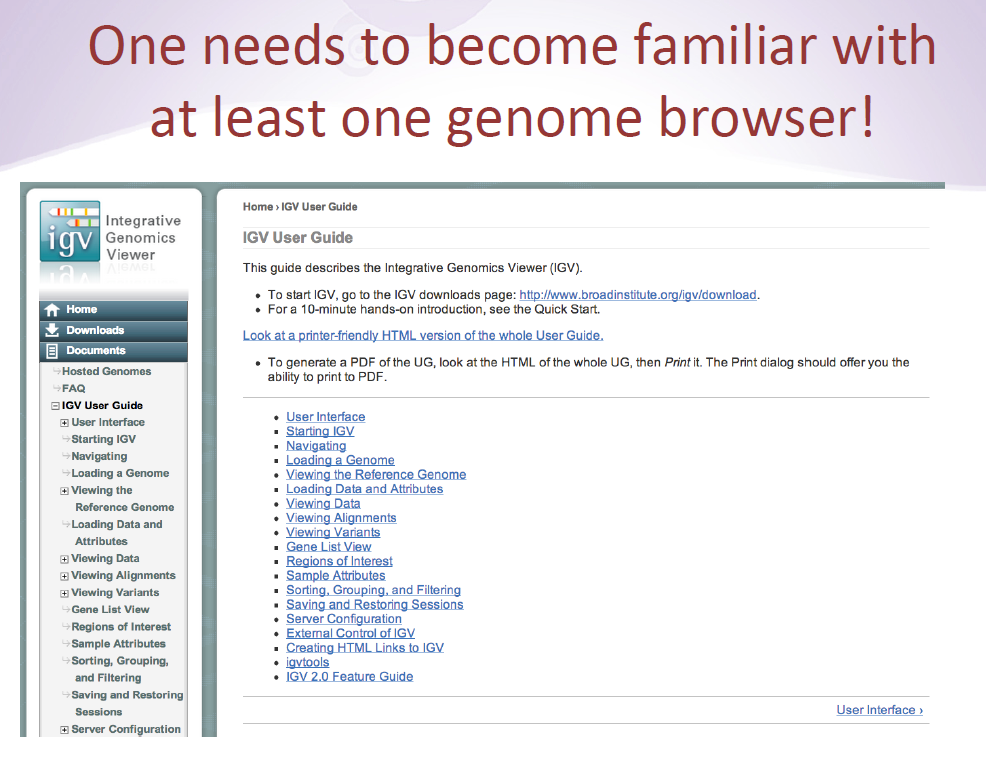 One needs to become familiar with
at least one genome browser!
igv
Integrative
Genomics
Viewer
Home
Downloads
Documents
Hosted Genomes
FAQ
IGV User Guide
User Interface
Starting IGV
Navigating
Loading a Genome
Viewing the
Reference Genome
Loading Data and
Attributes
Viewing Data
Viewing Alignments
Viewing Variants
Gene List View
Regions of Interest
Sample Attributes
Sorting, Grouping,
and Filtering
Saving and Restoring
Sessions
Server Configuration
Home › IGV User Guide
IGV User Guide
This guide describes the Integrative Genomics Viewer (IGV).
• To start IGV, go to the IGV downloads page: http://www.broadinstitute.org/igv/download.
• For a 10-minute hands-on introduction, see the Quick Start.
Look at a printer-friendly HTML version of the whole User Guide.
• To generate a PDF of the UG, look at the HTML of the whole UG, then Print it. The Print dialog should offer you the
ability to print to PDF.
• User Interface
• Starting IGV
• Navigating
• Loading a Genome
• Viewing the Reference Genome
• Loading Data and Attributes
• Viewing Data
• Viewing Alignments
• Viewing Variants
• Gene List View
• Regions of Interest
• Sample Attributes
• Sorting, Grouping, and Filtering
• Saving and Restoring Sessions
• Server Configuration
• External Control of IGV
• Creating HTML Links to IGV
• igvtools
• IGV 2.0 Feature Guide
User Interface ›